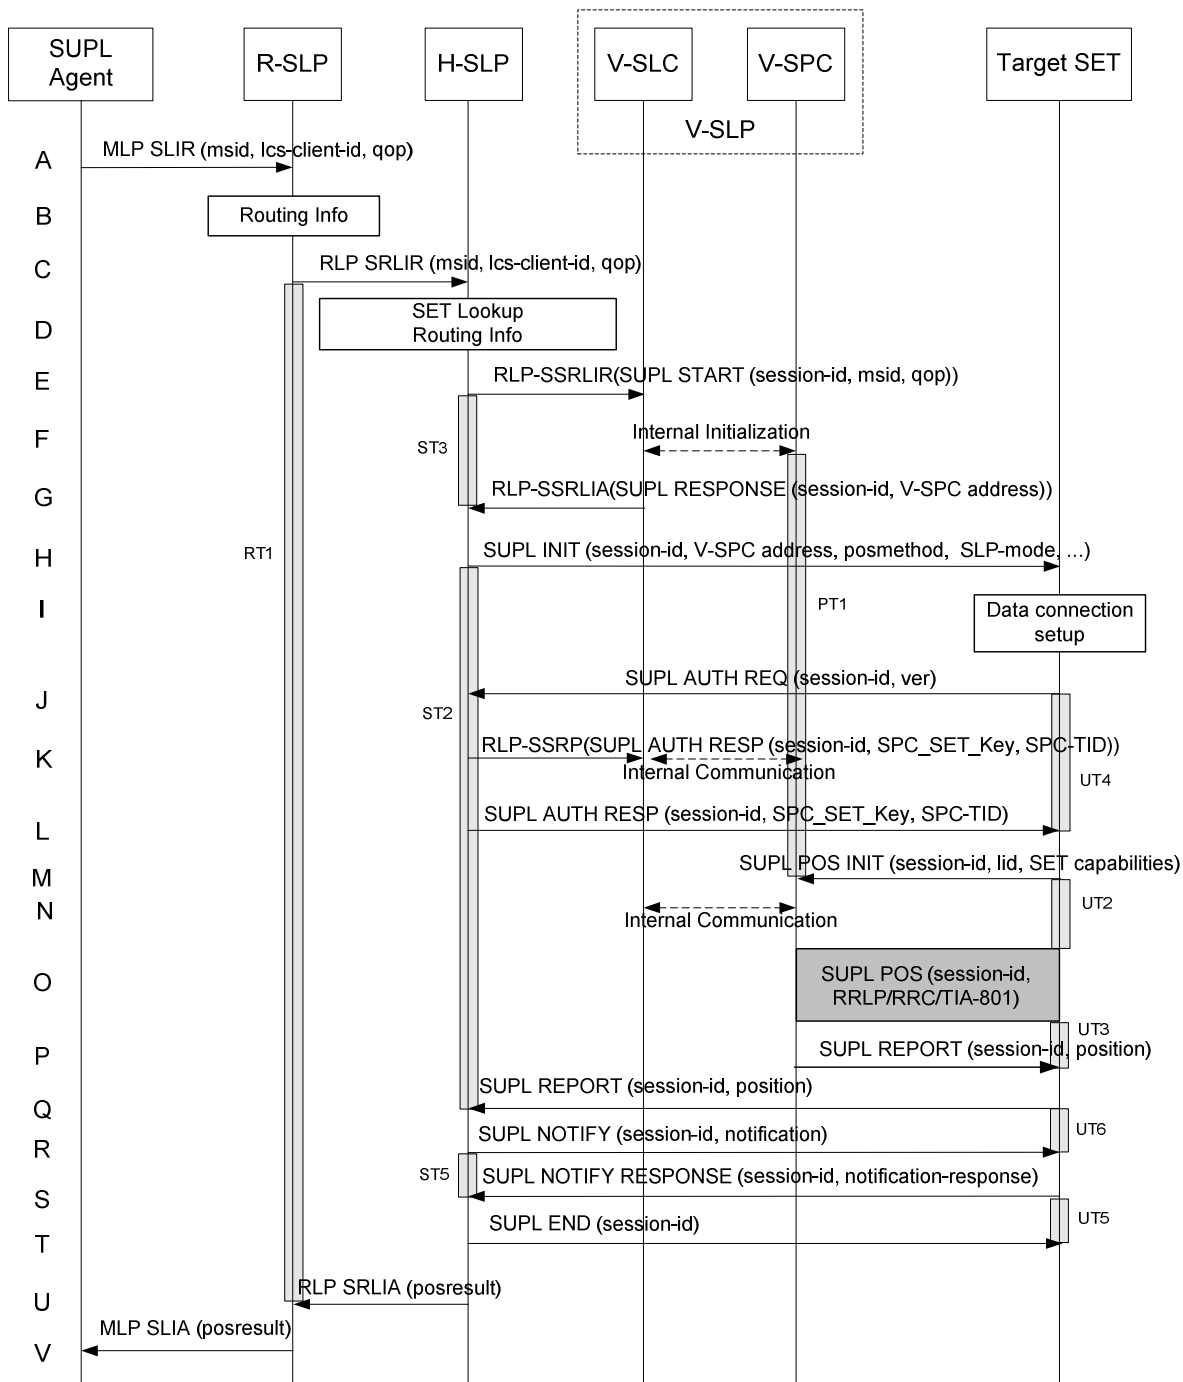 SUPL
Agent
R-SLP
H-SLP
V-SLC
V-SPC
Target SET
V-SLP
A
MLP SLIR (msid, lcs-client-id, qop)
B
Routing Info
C
RLP SRLIR (msid, lcs-client-id, qop)
D
SET Lookup
Routing Info
E
RLP-SSRLIR(SUPL START (session-id, msid, qop))
F
ST3
Internal Initialization
G
RLP-SSRLIA(SUPL RESPONSE (session-id, V-SPC address))
RT1
H
SUPL INIT (session-id, V-SPC address, posmethod, SLP-mode, ...)
I
PT1
Data connection
setup
J
SUPL AUTH REQ (session-id, ver)
ST2
K
RLP-SSRP(SUPL AUTH RESP (session-id, SPC_SET_Key, SPC-TID))
Internal Communication
UT4
L
SUPL AUTH RESP (session-id, SPC_SET_Key, SPC-TID)
M
SUPL POS INIT (session-id, lid, SET capabilities)
N
Internal Communication
UT2
O
SUPL POS (session-id,
RRLP/RRC/TIA-801)
UT3
P
SUPL REPORT (session-id, position)
Q
SUPL REPORT (session-id, position)
UT6
R
SUPL NOTIFY (session-id, notification)
ST5
S
SUPL NOTIFY RESPONSE (session-id, notification-response)
UT5
T
SUPL END (session-id)
U
RLP SRLIA (posresult)
V
MLP SLIA (posresult)